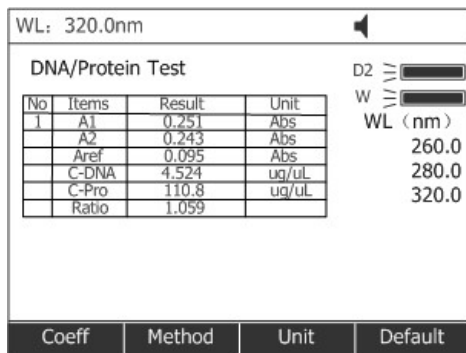 WL: 320.0nm
DNA/Protein Test
No Items Result Unit
1 A1 0.251 Abs
A2 0.243 Abs
Aref 0.095 Abs
C-DNA 4.524 ug/uL
C-Pro 110.8 ug/uL
Ratio 1.059
D2
W
WL (nm)
260.0
280.0
320.0
Coeff Method Unit Default